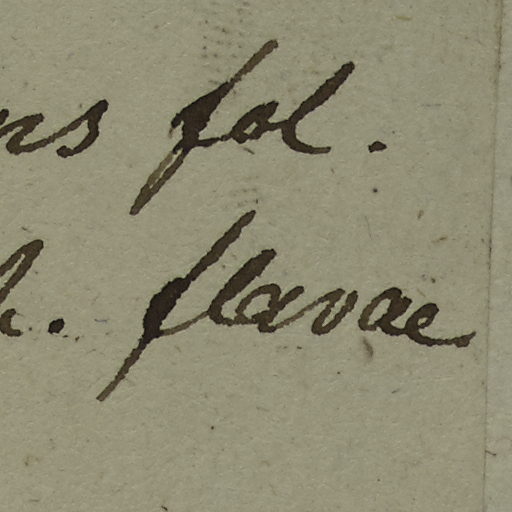 ns fol.
h. flavae